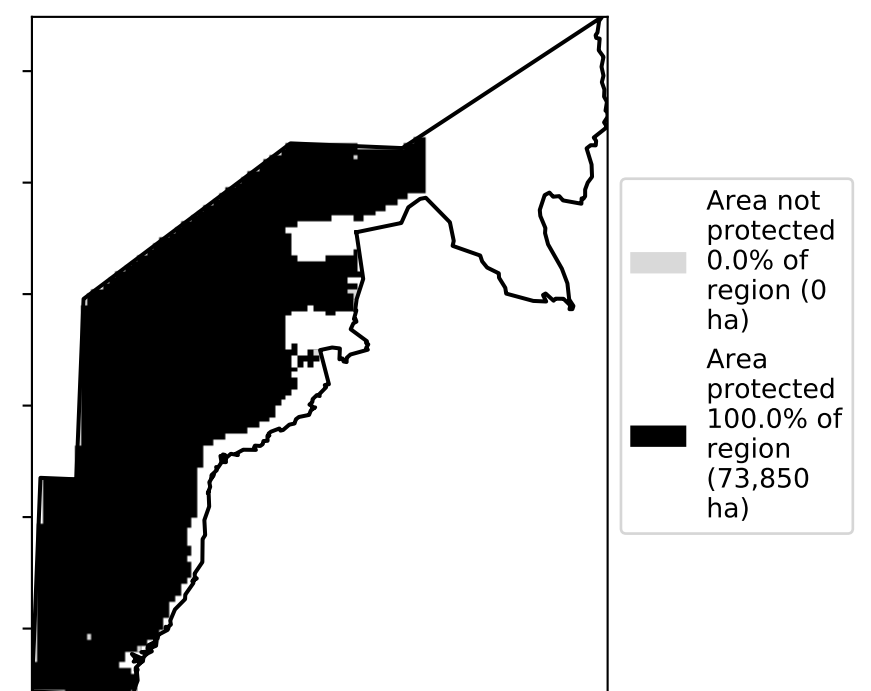 Area not
protected
0.0% of
region (0
ha)
Area
protected
100.0% of
region
(73,850
ha)